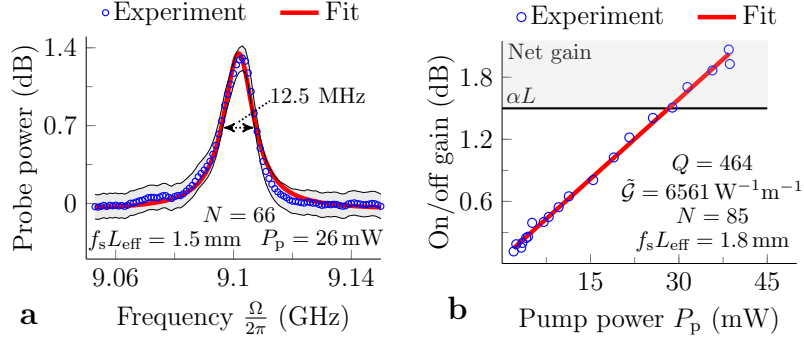 Experiment Fit
Probe power (dB)
1.4
0.7
0
12.5 MHz
N = 66
f_s L_eff = 1.5 mm P_p = 26 mW
9.06 9.1 9.14
a Frequency Ω/2π (GHz)
Experiment Fit
On/off gain (dB)
Net gain
1.8
αL
1.2
0.6
Q = 464
𝒢̃ = 6561 W⁻¹m⁻¹
N = 85
f_s L_eff = 1.8 mm
15 30 45
b Pump power P_p (mW)